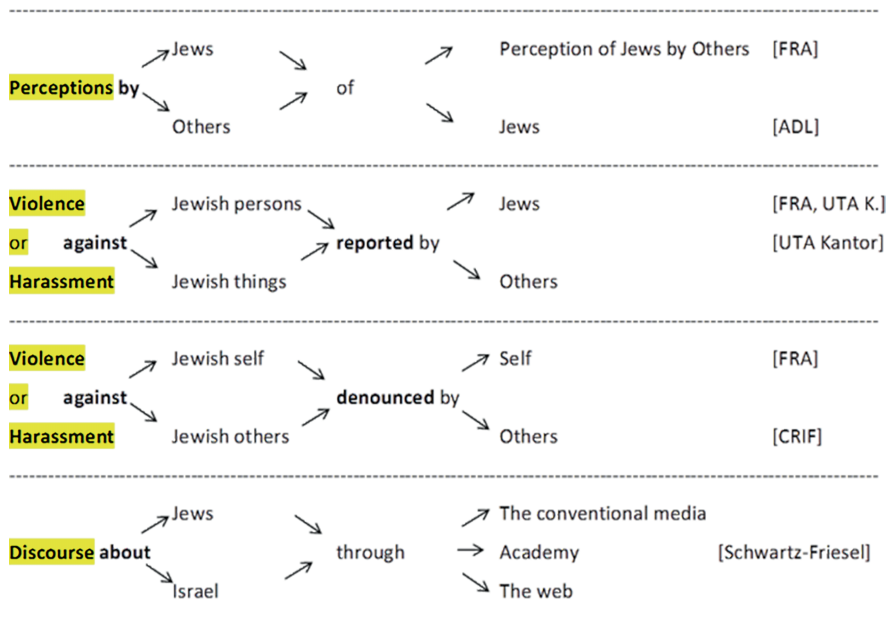 Jews Perception of Jews by Others [FRA]
Perceptions by of
Others Jews [ADL]
Violence Jewish persons Jews [FRA, UTA K.]
or against reported by [UTA Kantor]
Harassment Jewish things Others
Violence Jewish self Self [FRA]
or against denounced by
Harassment Jewish others Others [CRIF]
Jews The conventional media
Discourse about through Academy [Schwartz-Friesel]
Israel The web